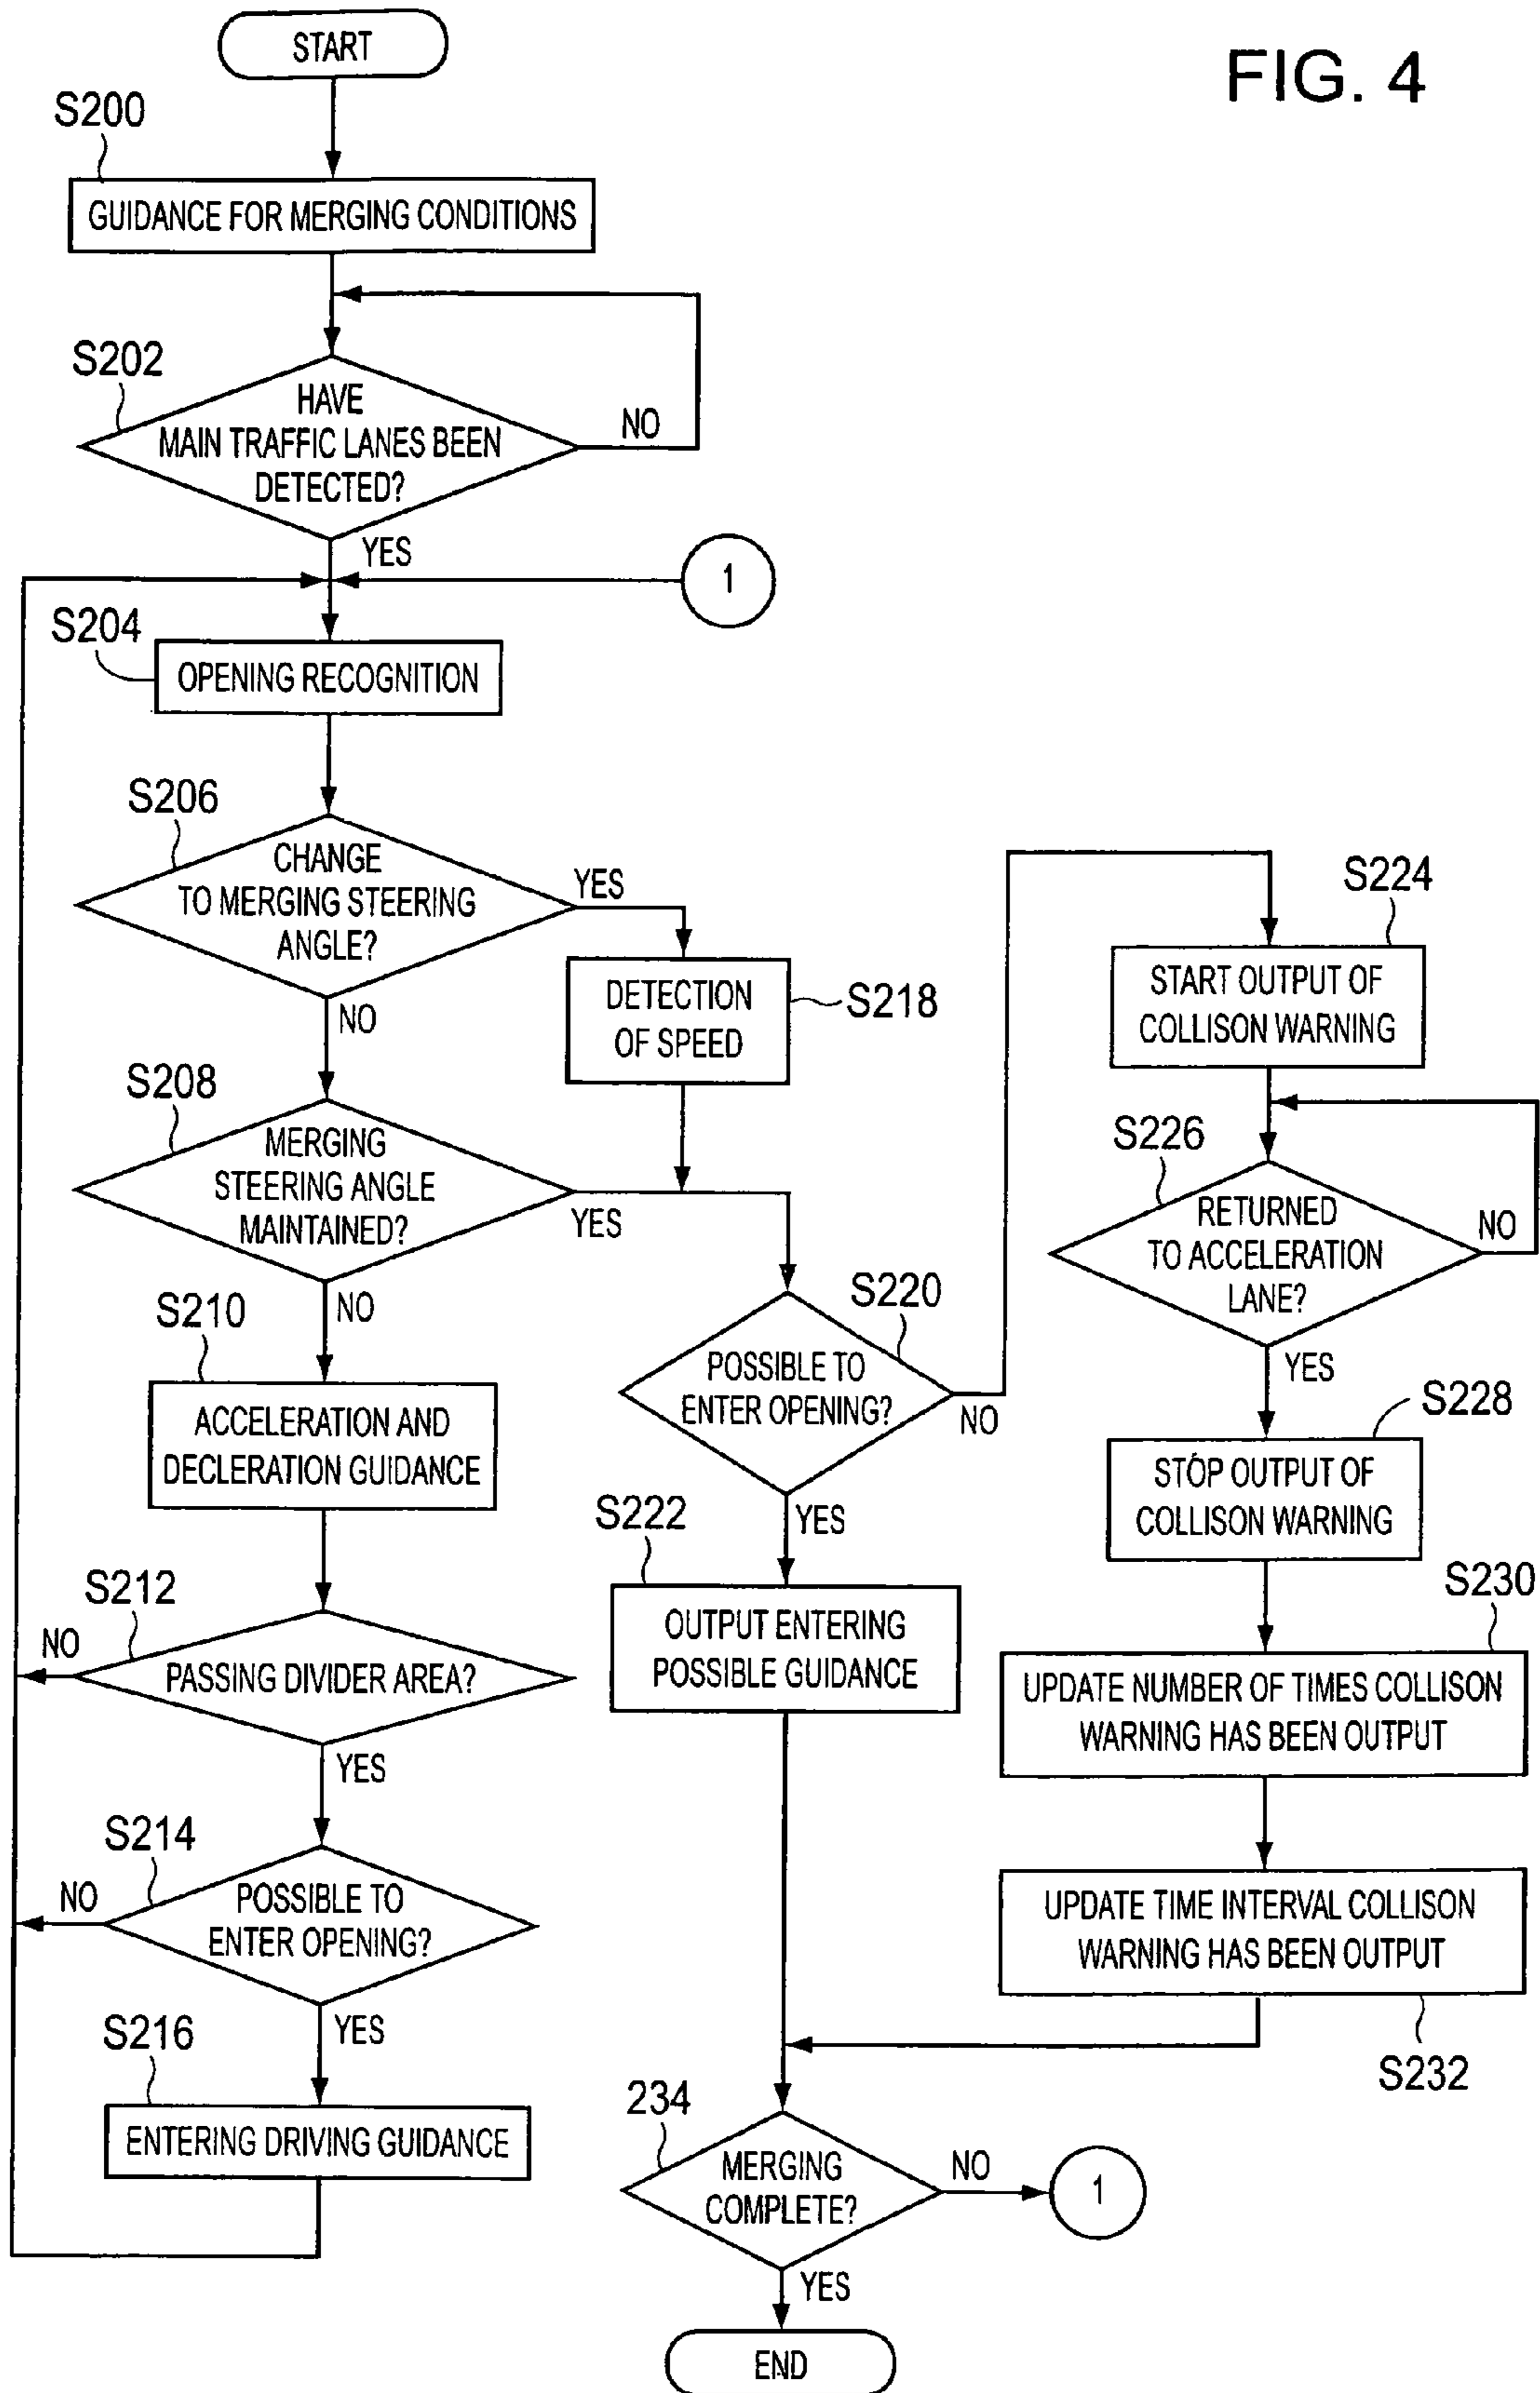 START
FIG. 4
S200
GUIDANCE FOR MERGING CONDITIONS
S202
HAVE
MAIN TRAFFIC LANES BEEN
DETECTED?
NO
YES
1
S204
OPENING RECOGNITION
S206
CHANGE
TO MERGING STEERING
ANGLE?
YES
NO
DETECTION
OF SPEED
S218
S208
MERGING
STEERING ANGLE
MAINTAINED?
YES
NO
S210
ACCELERATION AND
DECLERATION GUIDANCE
S212
NO
PASSING DIVIDER AREA?
YES
S214
NO
POSSIBLE TO
ENTER OPENING?
YES
S216
ENTERING DRIVING GUIDANCE
S220
POSSIBLE TO
ENTER OPENING?
NO
YES
S222
OUTPUT ENTERING
POSSIBLE GUIDANCE
S224
START OUTPUT OF
COLLISON WARNING
S226
RETURNED
TO ACCELERATION
LANE?
NO
YES
S228
STOP OUTPUT OF
COLLISON WARNING
S230
UPDATE NUMBER OF TIMES COLLISON
WARNING HAS BEEN OUTPUT
UPDATE TIME INTERVAL COLLISON
WARNING HAS BEEN OUTPUT
S232
234
MERGING
COMPLETE?
NO
1
YES
END